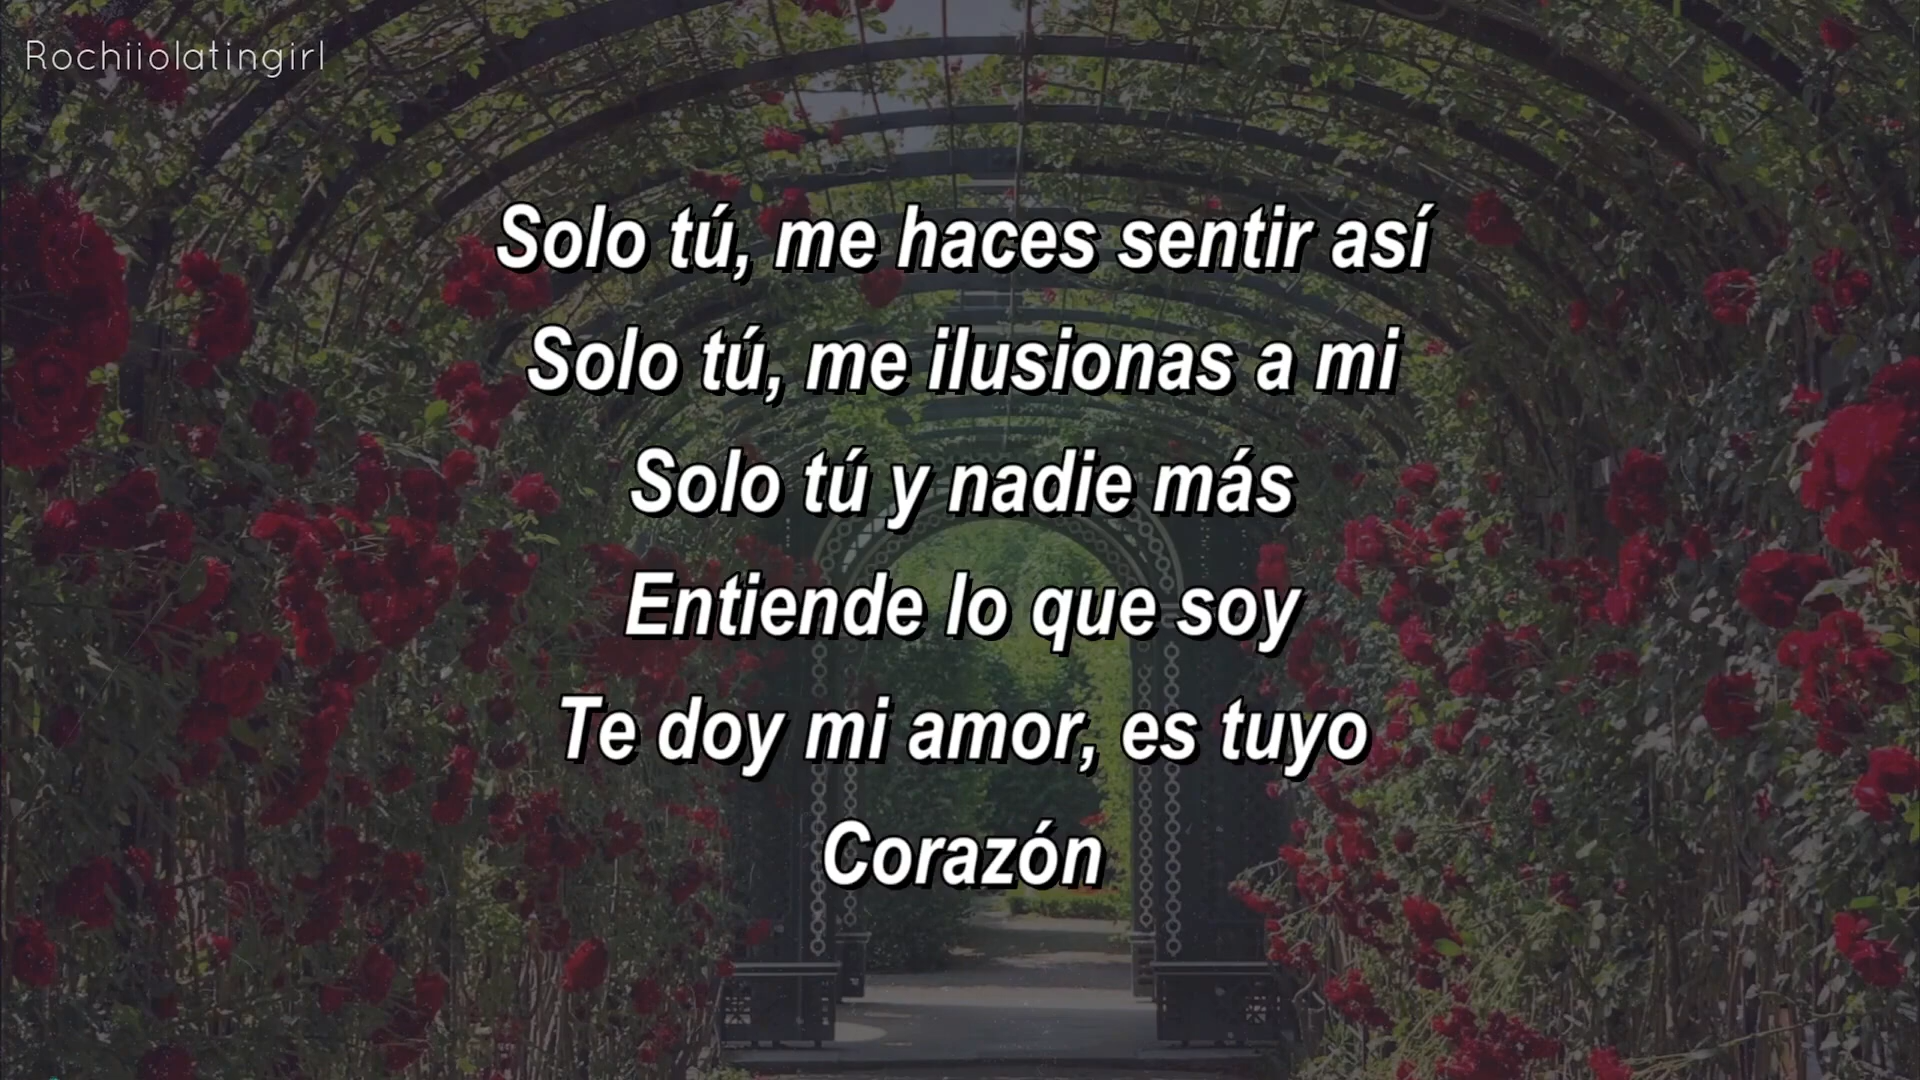 Rochiiolatingirl
Solo tú, me haces sentir así
Solo tú, me ilusionas a mi
Solo tú y nadie más
Entiende lo que soy
Te doy mi amor, es tuyo
Corazón